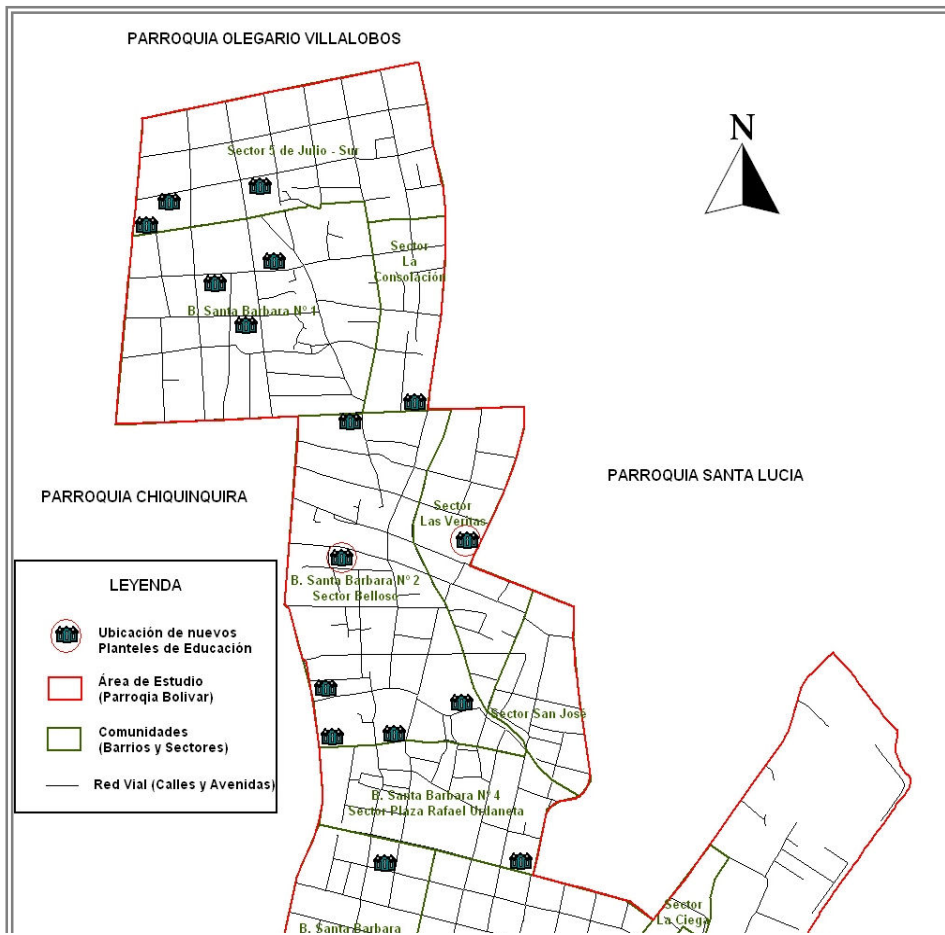 PARROQUIA OLEGARIO VILLALOBOS
N
Sector 5 de Julio - Sur
Sector
La
Consolación
B. Santa Barbara Nº 1
PARROQUIA CHIQUINQUIRA
PARROQUIA SANTA LUCIA
Sector
Las Veritas
B. Santa Barbara Nº 2
Sector Belloso
LEYENDA
Ubicación de nuevos
Planteles de Educación
Área de Estudio
(Parroqia Bolivar)
Comunidades
(Barrios y Sectores)
Red Vial (Calles y Avenidas)
Sector San José
B. Santa Barbara Nº 4
Sector Plaza Rafael Urdaneta
Sector
La Ciega
B. Santa Barbara